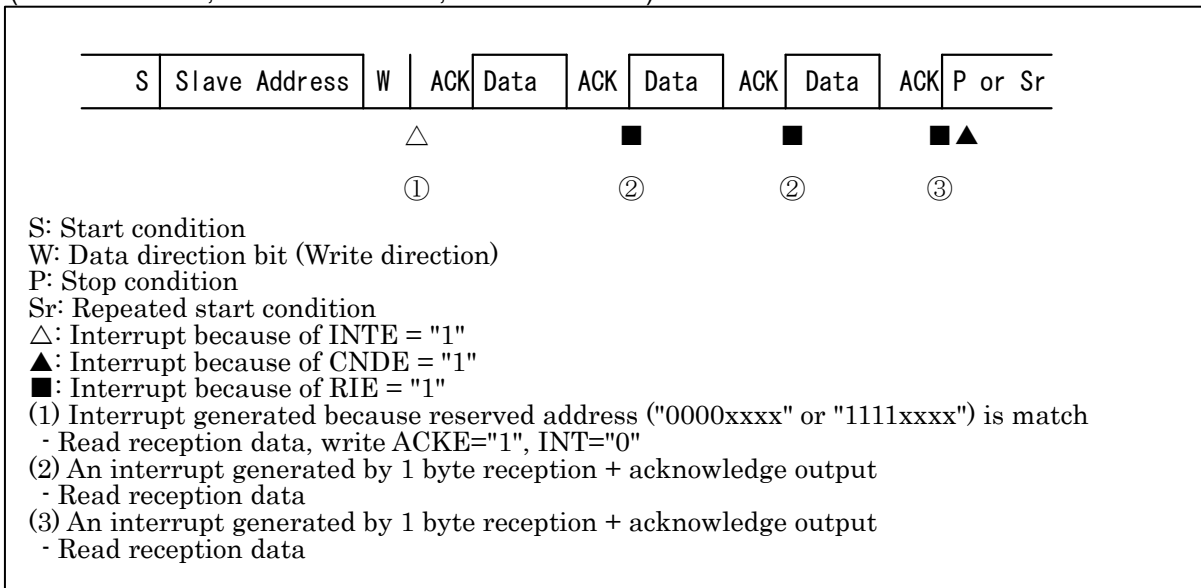 S Slave Address W ACK Data ACK Data ACK Data ACK P or Sr
△ ■ ■ ■ ▲
① ② ② ③
S: Start condition
W: Data direction bit (Write direction)
P: Stop condition
Sr: Repeated start condition
△: Interrupt because of INTE = "1"
▲: Interrupt because of CNDE = "1"
■: Interrupt because of RIE = "1"
(1) Interrupt generated because reserved address ("0000xxxx" or "1111xxxx") is match
- Read reception data, write ACKE="1", INT="0"
(2) An interrupt generated by 1 byte reception + acknowledge output
- Read reception data
(3) An interrupt generated by 1 byte reception + acknowledge output
- Read reception data